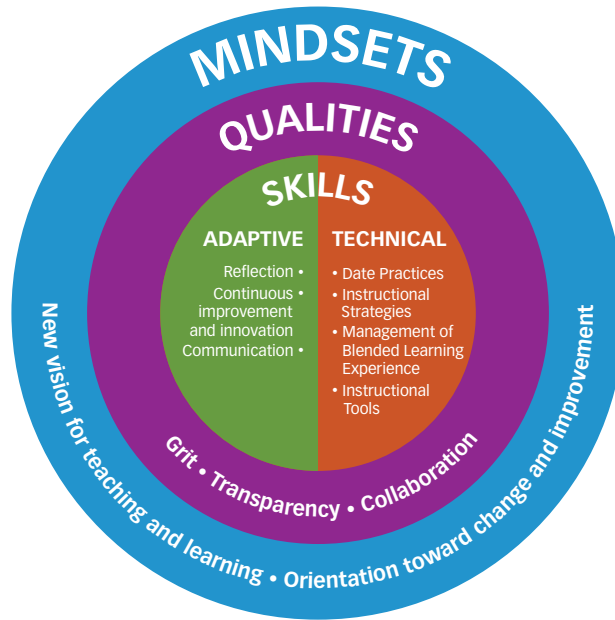 MINDSETS
QUALITIES
SKILLS
ADAPTIVE
Reflection •
Continuous •
improvement
and innovation
Communication •
TECHNICAL
• Date Practices
• Instructional
Strategies
• Management of
Blended Learning
Experience
• Instructional
Tools
Grit • Transparency • Collaboration
New vision for teaching and learning • Orientation toward change and improvement